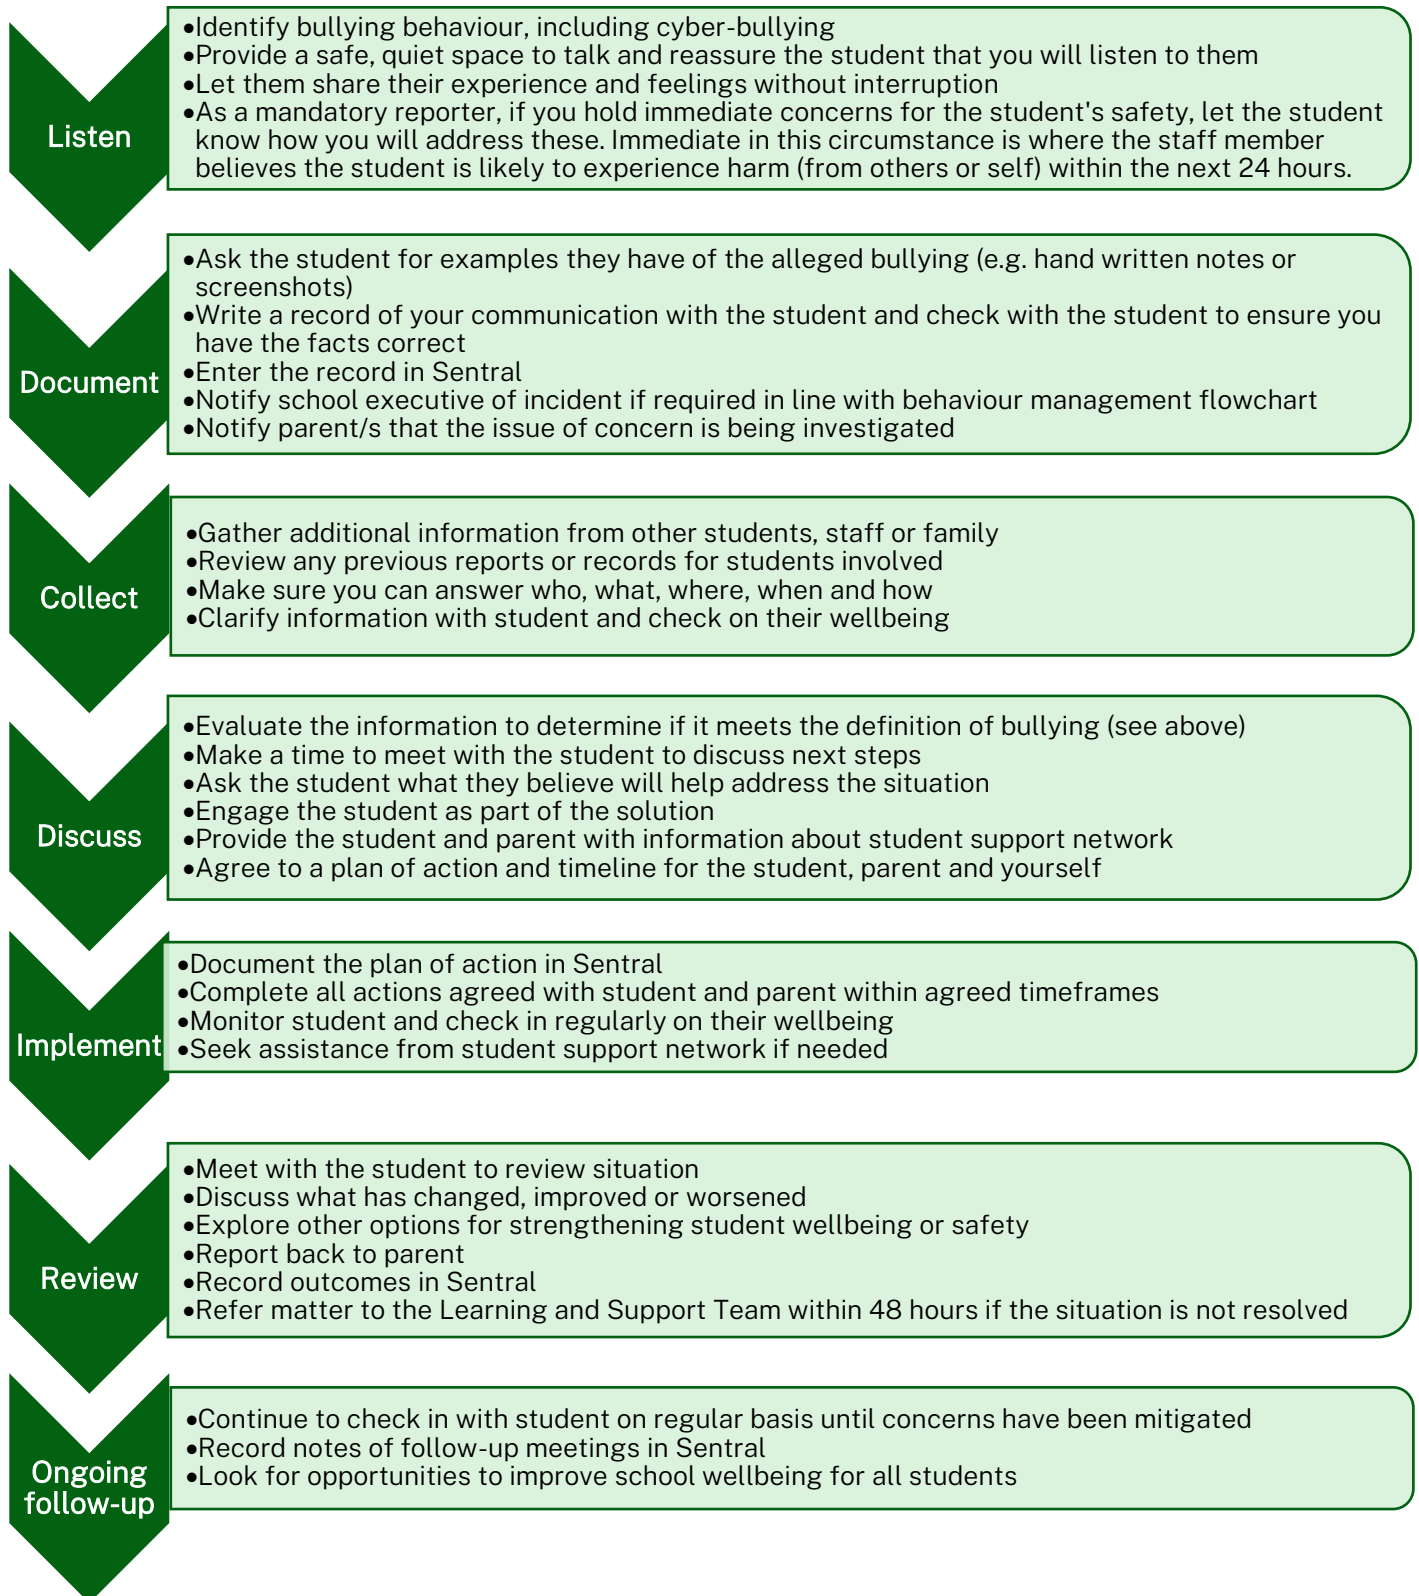 Listen
•Identify bullying behaviour, including cyber-bullying
•Provide a safe, quiet space to talk and reassure the student that you will listen to them
•Let them share their experience and feelings without interruption
•As a mandatory reporter, if you hold immediate concerns for the student's safety, let the student
know how you will address these. Immediate in this circumstance is where the staff member
believes the student is likely to experience harm (from others or self) within the next 24 hours.
Document
•Ask the student for examples they have of the alleged bullying (e.g. hand written notes or
screenshots)
•Write a record of your communication with the student and check with the student to ensure you
have the facts correct
•Enter the record in Sentral
•Notify school executive of incident if required in line with behaviour management flowchart
•Notify parent/s that the issue of concern is being investigated
Collect
•Gather additional information from other students, staff or family
•Review any previous reports or records for students involved
•Make sure you can answer who, what, where, when and how
•Clarify information with student and check on their wellbeing
Discuss
•Evaluate the information to determine if it meets the definition of bullying (see above)
•Make a time to meet with the student to discuss next steps
•Ask the student what they believe will help address the situation
•Engage the student as part of the solution
•Provide the student and parent with information about student support network
•Agree to a plan of action and timeline for the student, parent and yourself
Implement
•Document the plan of action in Sentral
•Complete all actions agreed with student and parent within agreed timeframes
•Monitor student and check in regularly on their wellbeing
•Seek assistance from student support network if needed
Review
•Meet with the student to review situation
•Discuss what has changed, improved or worsened
•Explore other options for strengthening student wellbeing or safety
•Report back to parent
•Record outcomes in Sentral
•Refer matter to the Learning and Support Team within 48 hours if the situation is not resolved
Ongoing
follow-up
•Continue to check in with student on regular basis until concerns have been mitigated
•Record notes of follow-up meetings in Sentral
•Look for opportunities to improve school wellbeing for all students